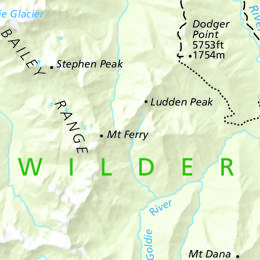 ie Glacier
BAILEY
RANGE
Dodger
Point
5753ft
1754m
River
Stephen Peak
Ludden Peak
Mt Ferry
WILDER
River
Goldie
Mt Dana